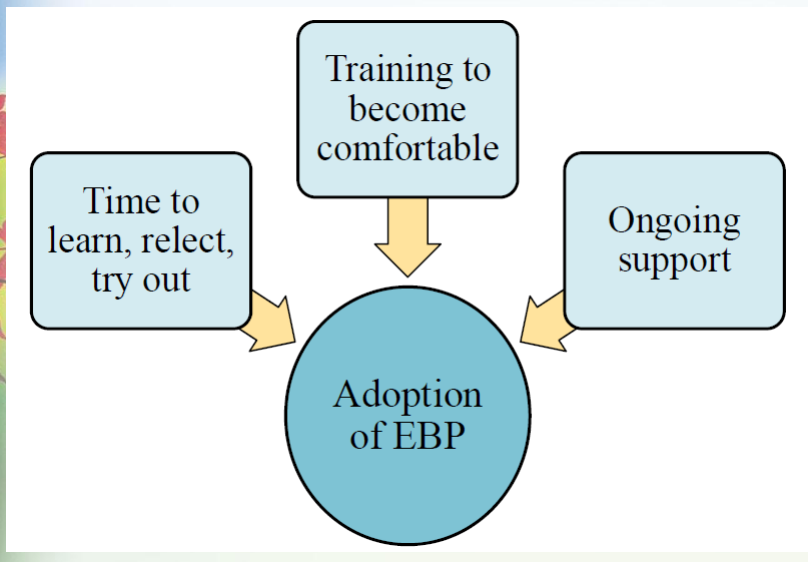 Training to
become
comfortable
Time to
learn, relect,
try out
Ongoing
support
Adoption
of EBP